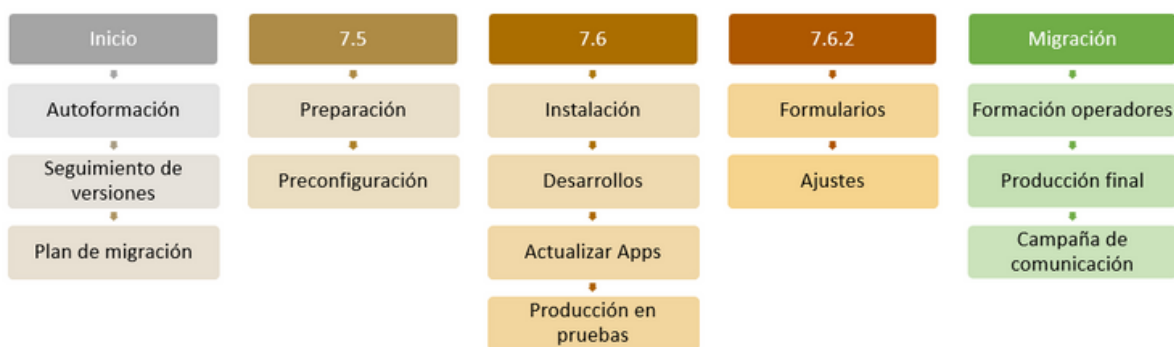 Inicio
Autoformación
Seguimiento de
versiones
Plan de migración
7.5
Preparación
Preconfiguración
7.6
Instalación
Desarrollos
Actualizar Apps
Producción en
pruebas
7.6.2
Formularios
Ajustes
Migración
Formación operadores
Producción final
Campaña de
comunicación